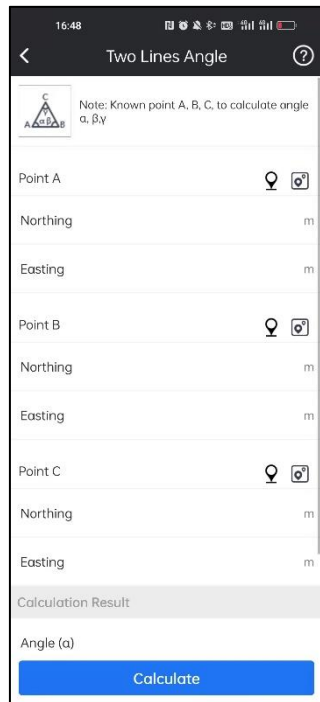 16:48
Two Lines Angle
C
γ
α β
A B
Note: Known point A, B, C, to calculate angle
α, β,γ
Point A
Northing m
Easting m
Point B
Northing m
Easting m
Point C
Northing m
Easting m
Calculation Result
Angle (α)
Calculate